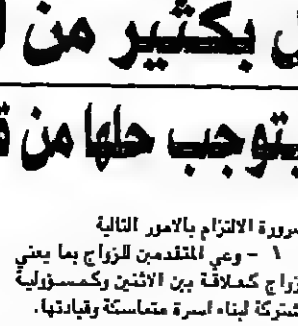 بكثير من
يتوجب حلها من
ضرورة الالتزام بالامور التالية
١ - وعي المتقدمين للزواج بما يعني
الزواج كعلاقة بين الاثنين وكمسؤولية
مشتركة لبناء اسرة متماسكة وقيادتها.